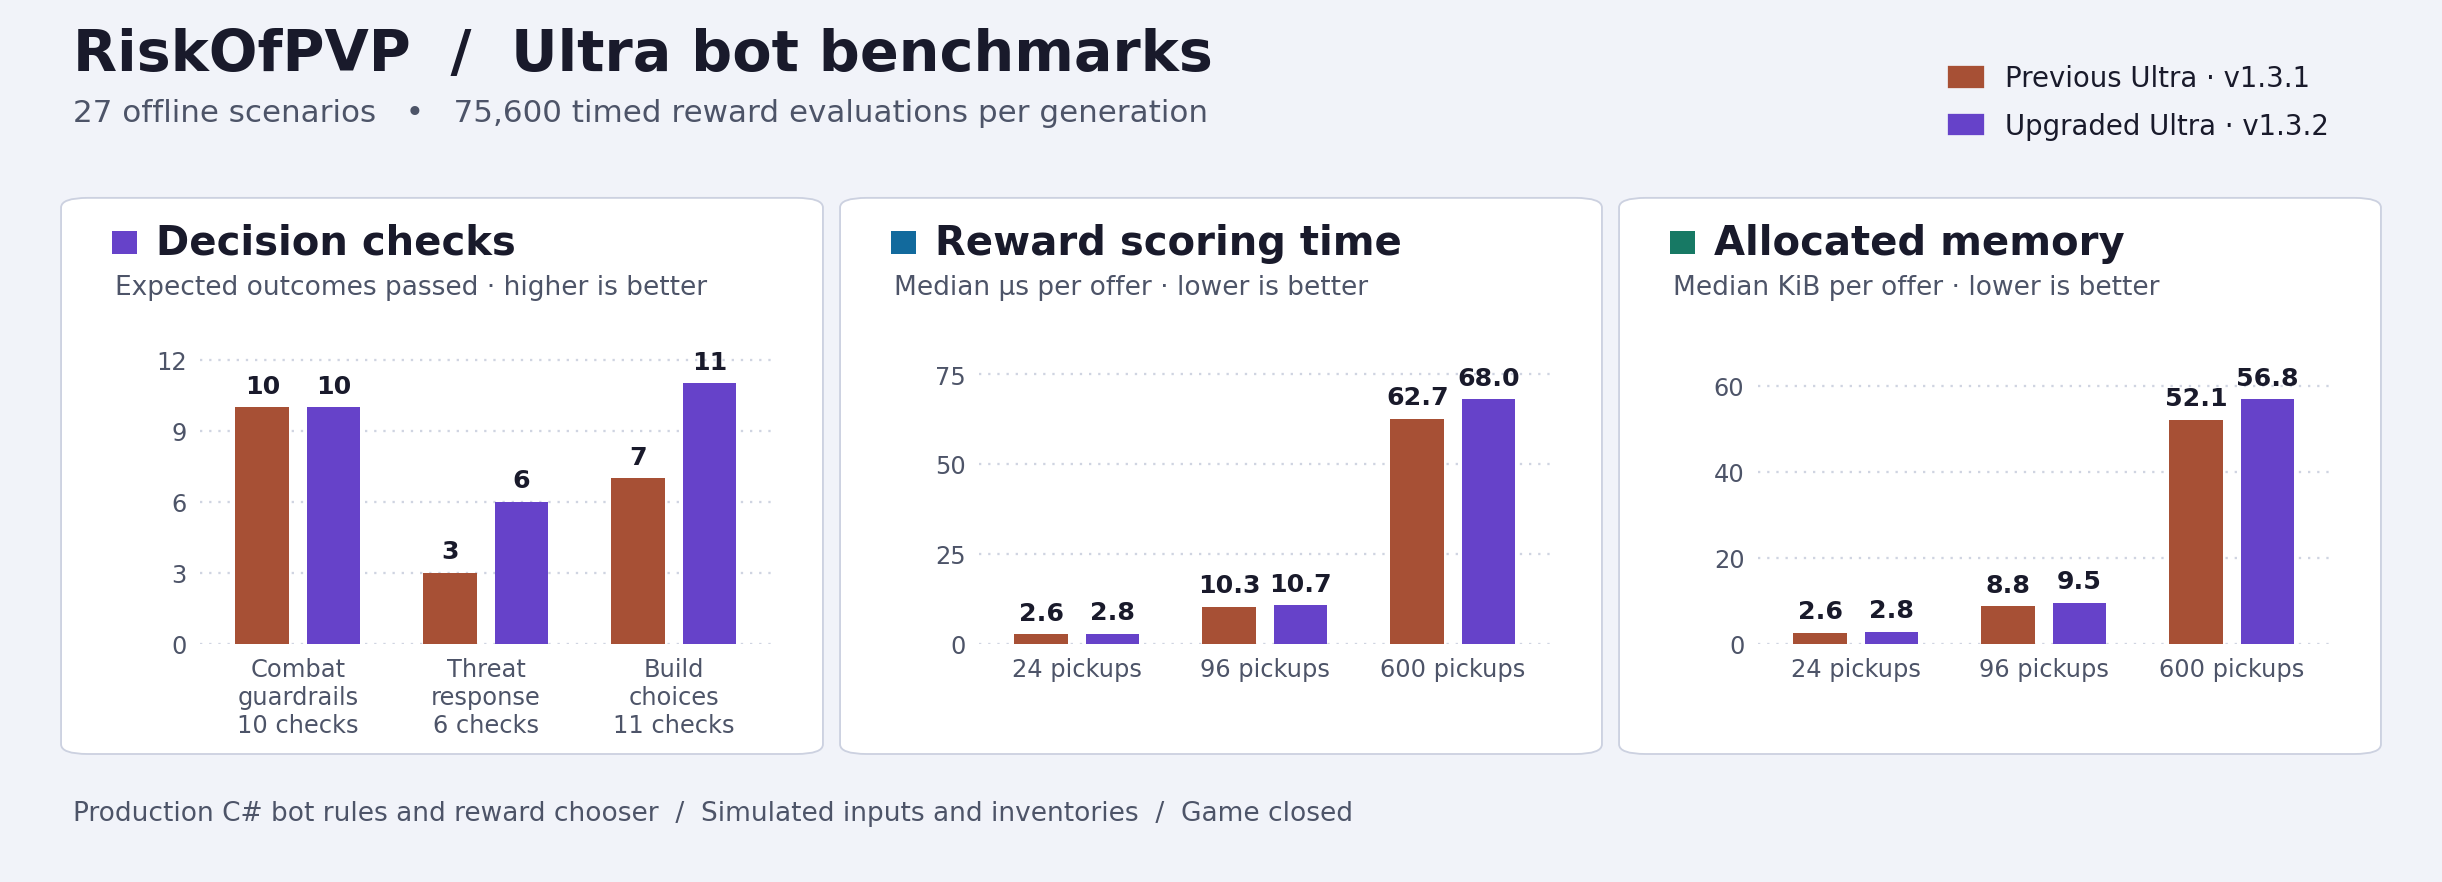 RiskOfPVP / Ultra bot benchmarks
27 offline scenarios • 75,600 timed reward evaluations per generation
Previous Ultra · v1.3.1
Upgraded Ultra · v1.3.2
Decision checks
Expected outcomes passed · higher is better
12
9
6
3
0
10
10
3
6
7
11
Combat
guardrails
10 checks
Threat
response
6 checks
Build
choices
11 checks
Reward scoring time
Median µs per offer · lower is better
75
50
25
0
2.6
2.8
10.3
10.7
62.7
68.0
24 pickups
96 pickups
600 pickups
Allocated memory
Median KiB per offer · lower is better
60
40
20
0
2.6
2.8
8.8
9.5
52.1
56.8
24 pickups
96 pickups
600 pickups
Production C# bot rules and reward chooser / Simulated inputs and inventories / Game closed